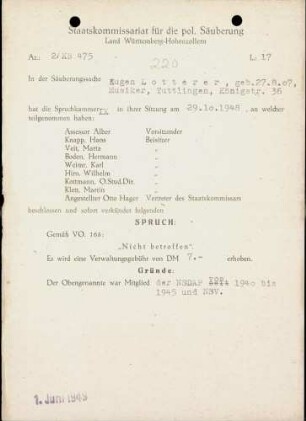 Staatskommissariat für die pol. Säuberung
Land Württemberg-Hohenzollern
Az.: 2/KS 475 L: 17
220
In der Säuberungssache Eugen L o t t e r e r , geb.27.8.07,
Musiker, Tuttlingen, Königstr. 36
hat die Spruchkammer in ihrer Sitzung am 29.10.1948, an welcher
teilgenommen haben:
Assessor Alber Vorsitzender
Knapp, Hans Beisitzer
Veit, Marta "
Boden, Hermann "
Weine, Karl "
Hirn, Wilhelm "
O.Stud.Dir. "
Klett, Martin "
Angestellter Otto Hager Vertreter des Staatskommissars
beschlossen und sofort verkündet folgenden
SPRUCH:
Gemäß VO. 165:
„Nicht betroffen".
Es wird eine Verwaltungsgebühr von DM 7.- erhoben.
Gründe:
Der Obengenannte war Mitglied der NSDAP von 1940 bis
1945 und NSV.
1. Juni 1949